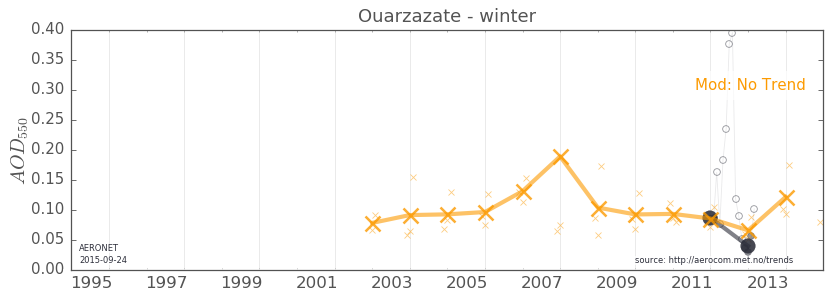 Ouarzazate - winter
0.40
0.35
0.30
0.25
0.20
0.15
0.10
0.05
0.00
AOD550
Mod: No Trend
AERONET
2015-09-24
source: http://aerocom.met.no/trends
1995 1997 1999 2001 2003 2005 2007 2009 2011 2013